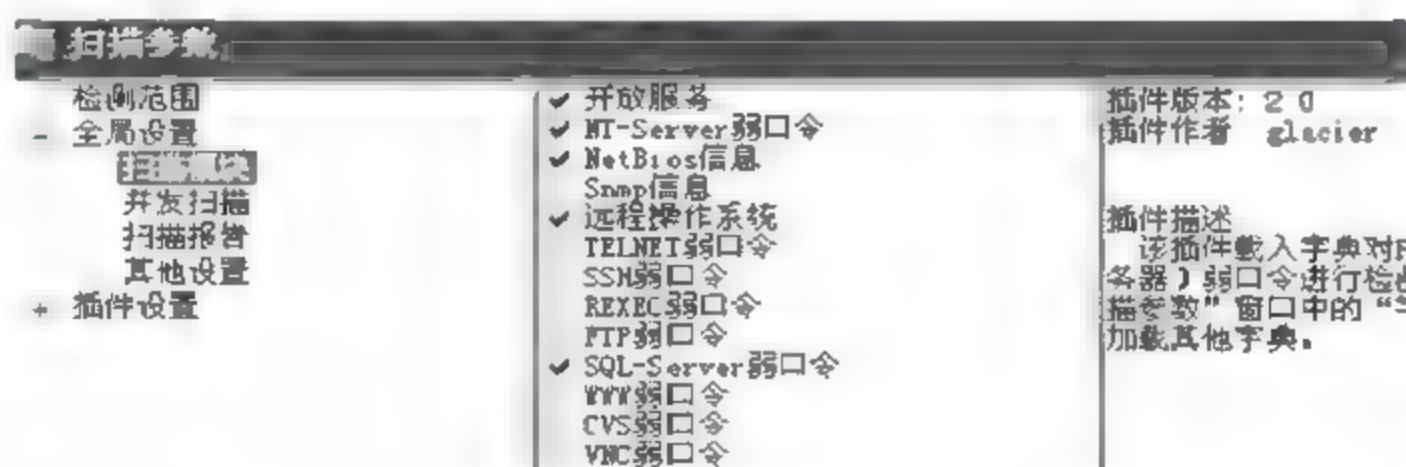 扫描参数
检测范围
- 全局设置
扫描模块
并发扫描
扫描报告
其他设置
+ 插件设置
✔ 开放服务
✔ NT-Server弱口令
✔ NetBios信息
Snmp信息
✔ 远程操作系统
TELNET弱口令
SSH弱口令
REXEC弱口令
FTP弱口令
✔ SQL-Server弱口令
WWW弱口令
CVS弱口令
VNC弱口令
插件版本: 2 0
插件作者 glacier
插件描述
该插件载入字典对
务器)弱口令进行检
描参数”窗口中的“
加载其他字典.